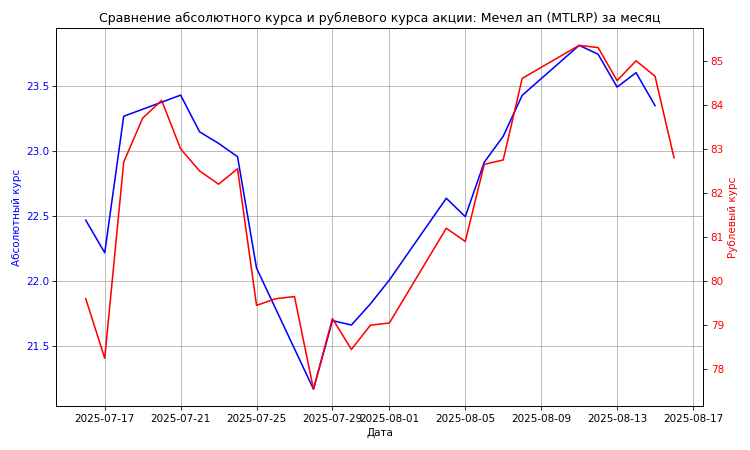 Сравнение абсолютного курса и рублевого курса акции: Мечел ап (MTLRP) за месяц
Абсолютный курс
23.5
23.0
22.5
22.0
21.5
85
84
83
82
81
80
79
78
Рублевый курс
2025-07-17 2025-07-21 2025-07-25 2025-07-29 2025-08-01 2025-08-05 2025-08-09 2025-08-13 2025-08-17
Дата